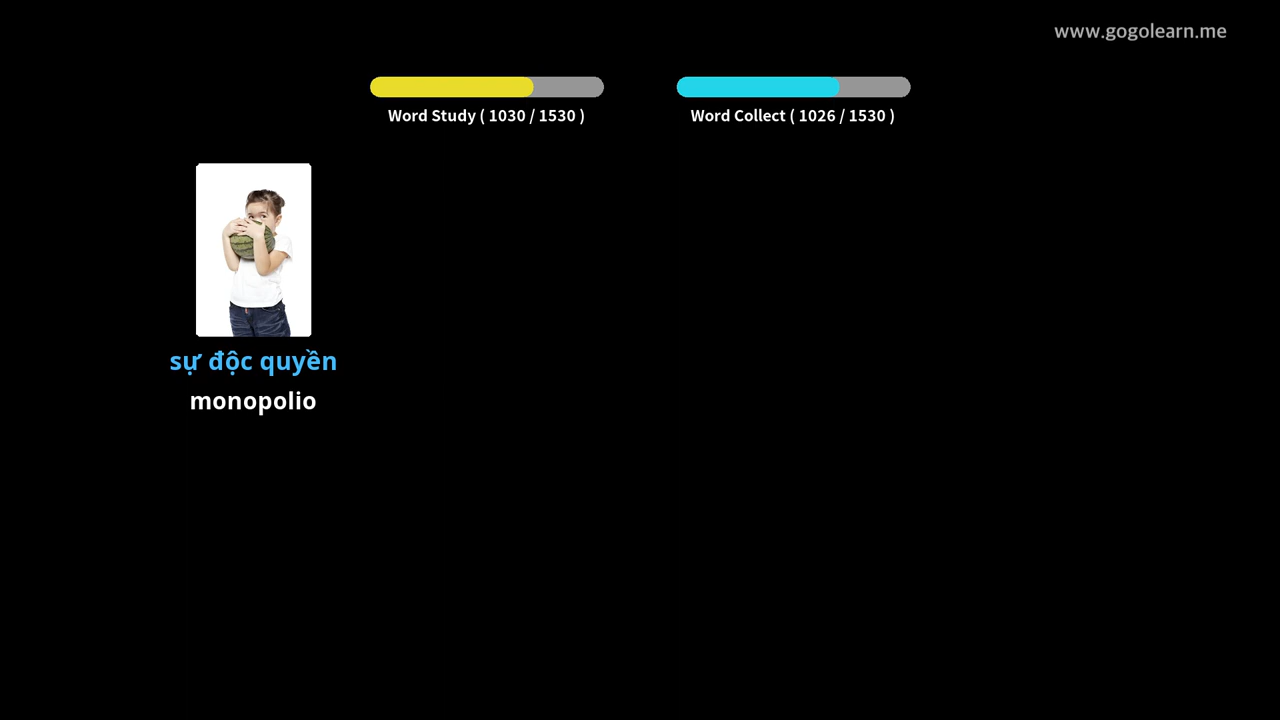 www.gogolearn.me
Word Study ( 1030 / 1530 )
Word Collect ( 1026 / 1530 )
sự độc quyền
monopolio